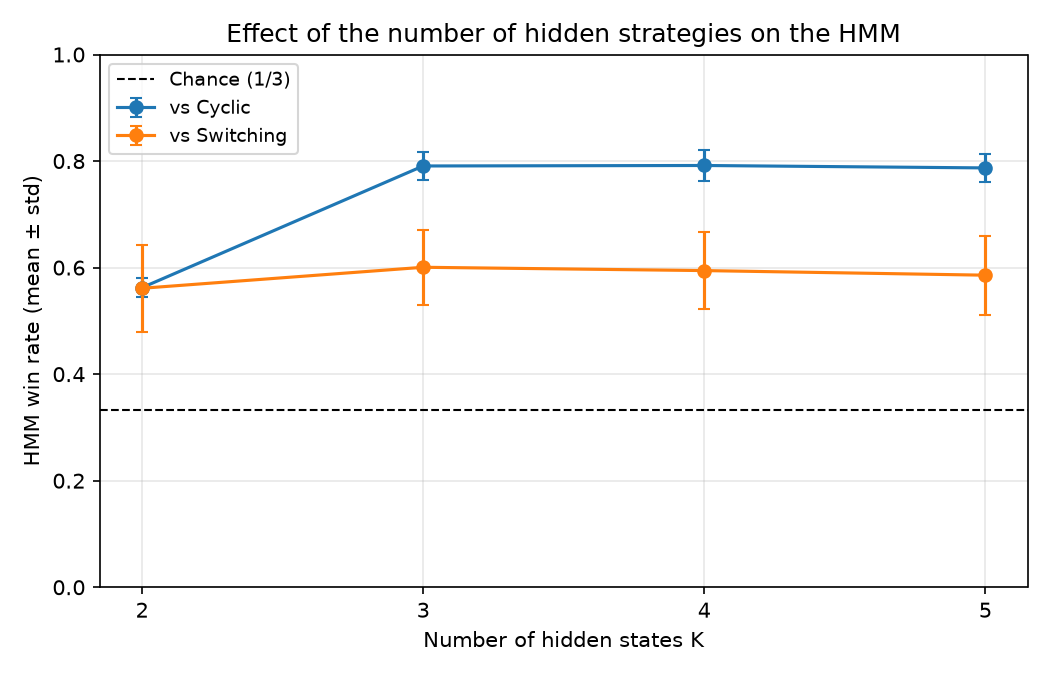 Effect of the number of hidden strategies on the HMM
1.0
0.8
0.6
0.4
0.2
0.0
HMM win rate (mean ± std)
Chance (1/3)
vs Cyclic
vs Switching
2 3 4 5
Number of hidden states K